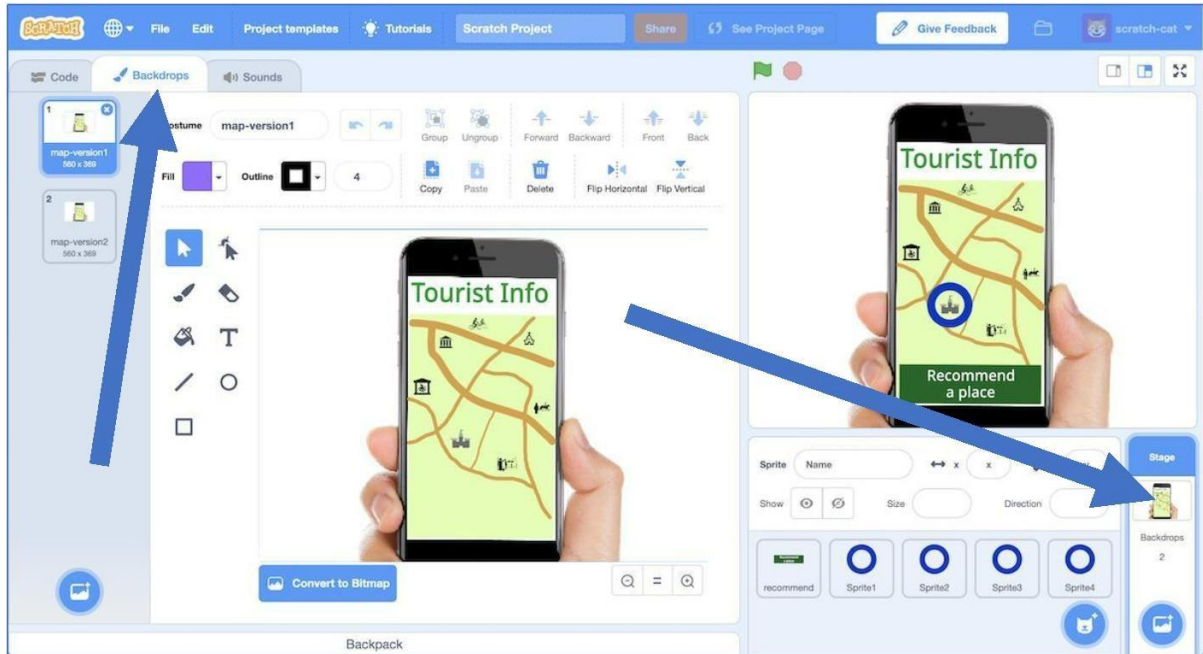 SCRATCH File Edit Project templates Tutorials Scratch Project Share See Project Page Give Feedback scratch-cat
Code Backdrops Sounds
1
map-version1
560 x 369
2
map-version2
560 x 369
map-version1
Group Ungroup Forward Backward Front Back
Fill Outline 4 Copy Paste Delete Flip Horizontal Flip Vertical
T
Tourist Info
Convert to Bitmap
=
Backpack
Tourist Info
Recommend
a place
Sprite Name x x
Show Size Direction
recommend Sprite1 Sprite2 Sprite3 Sprite4
Stage
Backdrops
2